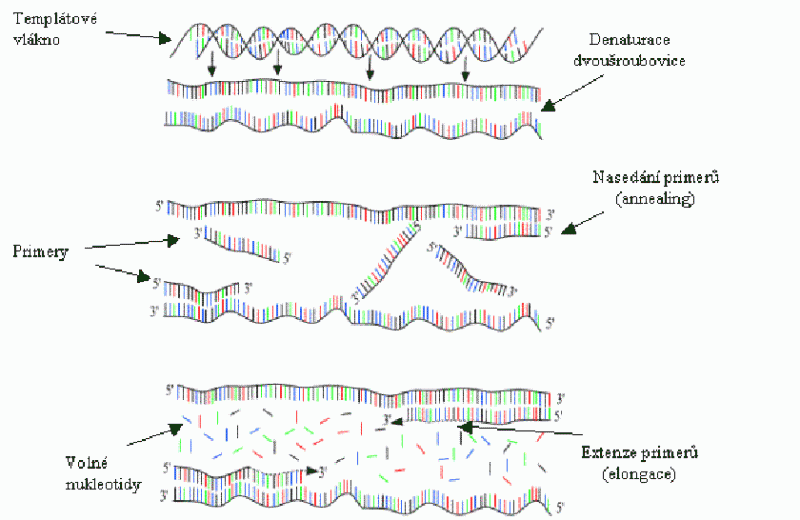 Templátové
vlákno
Denaturace
dvoušroubovice
Nasedání primerů
(annealing)
5'
3'
3'
5'
3'
5'
5'
Primery
5'
3'
5'
3'
3'
3'
5'
5'
3'
3'
5'
Volné
nukleotidy
5'
3'
Extenze primerů
(elongace)
3'
5'